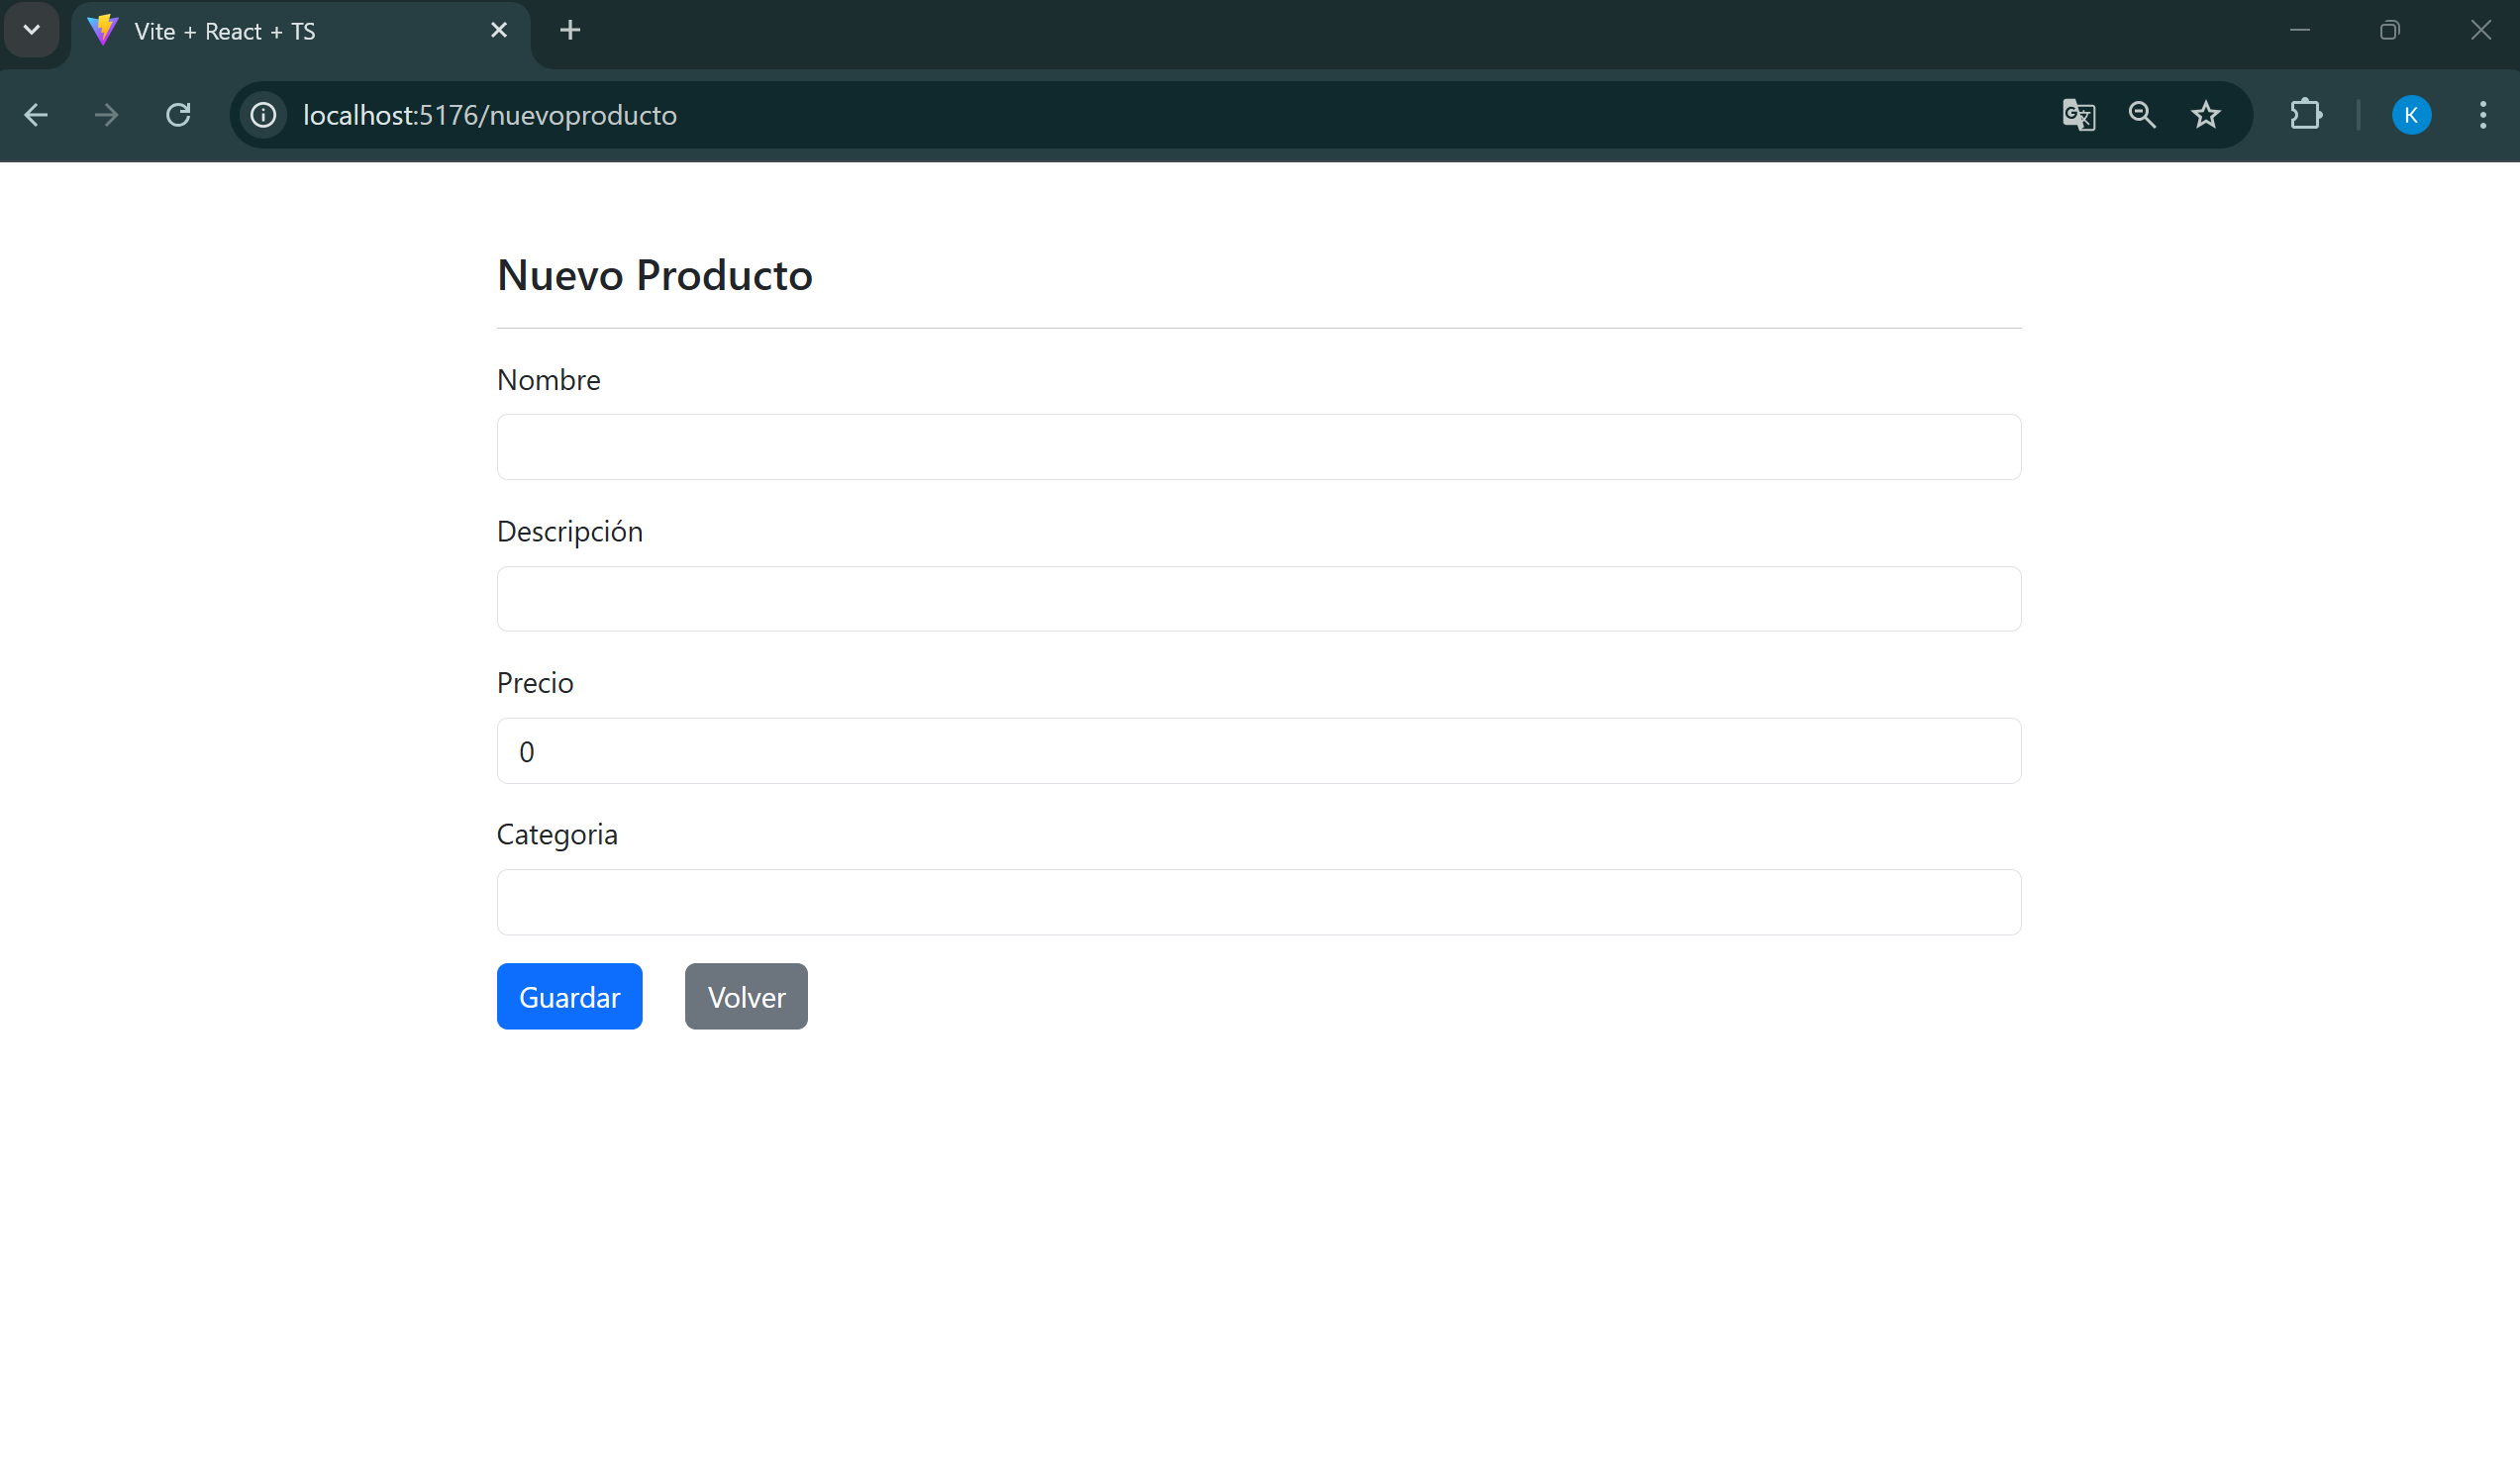 Vite + React + TS
localhost:5176/nuevoproducto
K
Nuevo Producto
Nombre
Descripción
Precio
0
Categoria
Guardar Volver